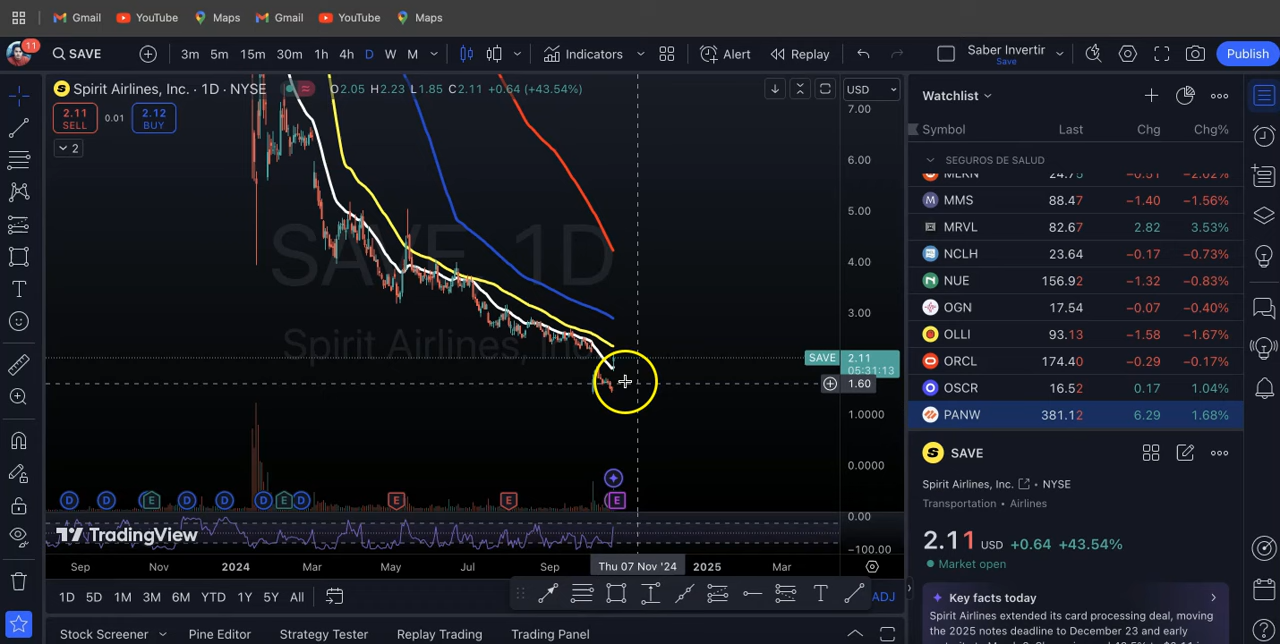 Gmail YouTube Maps Gmail YouTube Maps
11 SAVE 3m 5m 15m 30m 1h 4h D W M Indicators Alert Replay Saber Invertir Save Publish
Spirit Airlines, Inc. · 1D · NYSE O2.05 H2.23 L1.85 C2.11 +0.64 (+43.54%) USD
2.11 SELL 0.01 2.12 BUY
2
SAVE, 1D
Spirit Airlines, Inc.
7.00
6.00
5.00
4.00
3.00
SAVE 2.11
05:31:13
1.60
1.0000
0.0000
0.00
−100.00
D D E D D D E D E E E
TradingView
Sep Nov 2024 Mar May Jul Sep Thu 07 Nov '24 2025 Mar
1D 5D 1M 3M 6M YTD 1Y 5Y All ADJ
Stock Screener Pine Editor Strategy Tester Replay Trading Trading Panel
Watchlist
Symbol Last Chg Chg%
SEGUROS DE SALUD
−2.02%
MMS 88.47 −1.40 −1.56%
MRVL 82.67 2.82 3.53%
NCLH 23.64 −0.17 −0.73%
NUE 156.92 −1.32 −0.83%
OGN 17.54 −0.07 −0.40%
OLLI 93.13 −1.58 −1.67%
ORCL 174.40 −0.29 −0.17%
OSCR 16.52 0.17 1.04%
PANW 381.12 6.29 1.68%
SAVE
Spirit Airlines, Inc. • NYSE
Transportation • Airlines
2.11 USD +0.64 +43.54%
Market open
Key facts today
Spirit Airlines extended its card processing deal, moving
the 2025 notes deadline to December 23 and early